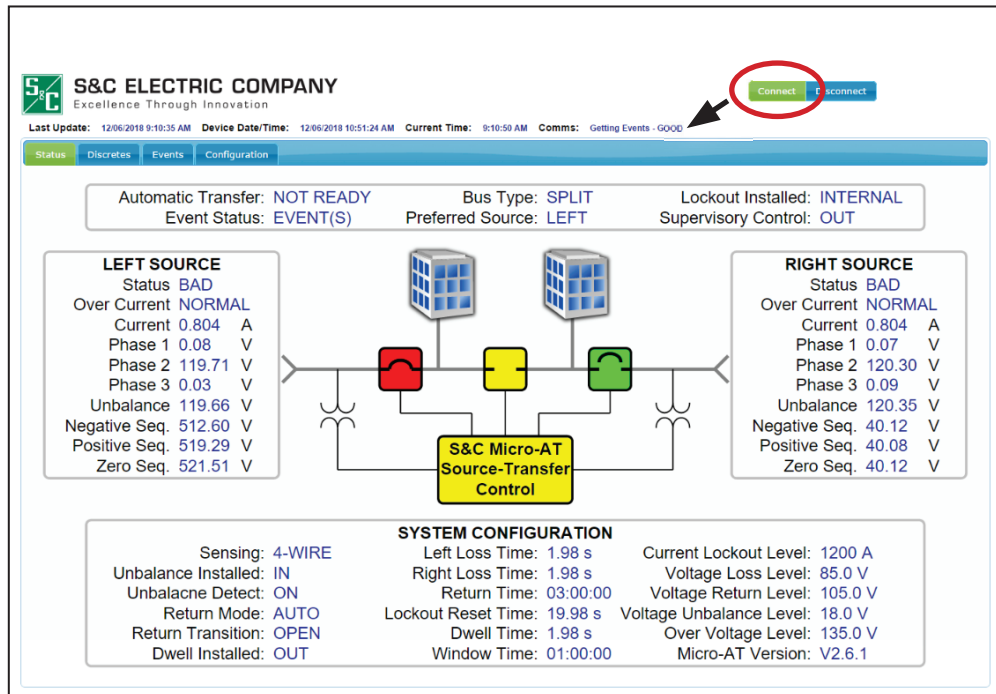 S&C ELECTRIC COMPANY
Excellence Through Innovation
Connect Disconnect
Last Update: 12/06/2018 9:10:35 AM Device Date/Time: 12/06/2018 10:51:24 AM Current Time: 9:10:50 AM Comms: Getting Events - GOOD
Status Discretes Events Configuration
Automatic Transfer: NOT READY Bus Type: SPLIT Lockout Installed: INTERNAL
Event Status: EVENT(S) Preferred Source: LEFT Supervisory Control: OUT
LEFT SOURCE
Status BAD
Over Current NORMAL
Current 0.804 A
Phase 1 0.08 V
Phase 2 119.71 V
Phase 3 0.03 V
Unbalance 119.66 V
Negative Seq. 512.60 V
Positive Seq. 519.29 V
Zero Seq. 521.51 V
S&C Micro-AT
Source-Transfer
Control
RIGHT SOURCE
Status BAD
Over Current NORMAL
Current 0.804 A
Phase 1 0.07 V
Phase 2 120.30 V
Phase 3 0.09 V
Unbalance 120.35 V
Negative Seq. 40.12 V
Positive Seq. 40.08 V
Zero Seq. 40.12 V
SYSTEM CONFIGURATION
Sensing: 4-WIRE Left Loss Time: 1.98 s Current Lockout Level: 1200 A
Unbalance Installed: IN Right Loss Time: 1.98 s Voltage Loss Level: 85.0 V
Unbalacne Detect: ON Return Time: 03:00:00 Voltage Return Level: 105.0 V
Return Mode: AUTO Lockout Reset Time: 19.98 s Voltage Unbalance Level: 18.0 V
Return Transition: OPEN Dwell Time: 1.98 s Over Voltage Level: 135.0 V
Dwell Installed: OUT Window Time: 01:00:00 Micro-AT Version: V2.6.1